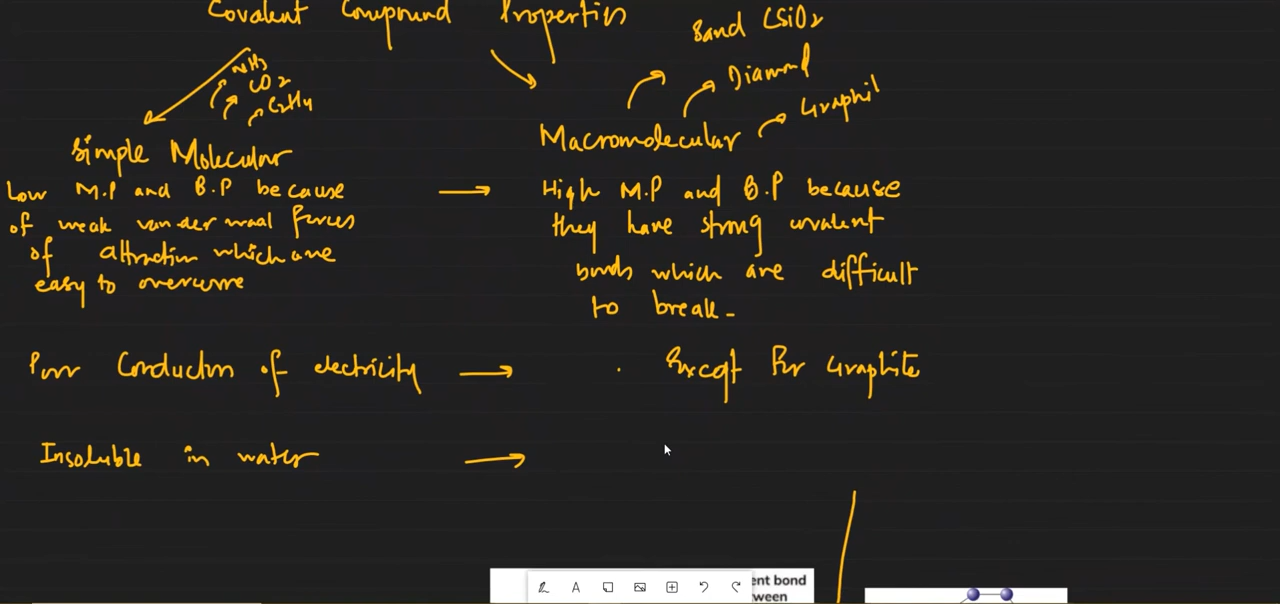 Covalent Compound Properties
Sand (SiO2
Diamond
Graphit
NH3
CO2
C2H4
Simple Molecular
Macromolecular
Low M.P and B.P because
of weak van der waal forces
of attraction which are
easy to overcome
High M.P and B.P because
they have strong covalent
bonds which are difficult
to break -
Poor Conductor of electricity
Except for Graphite
Insoluble in water
A
ent bond
ween